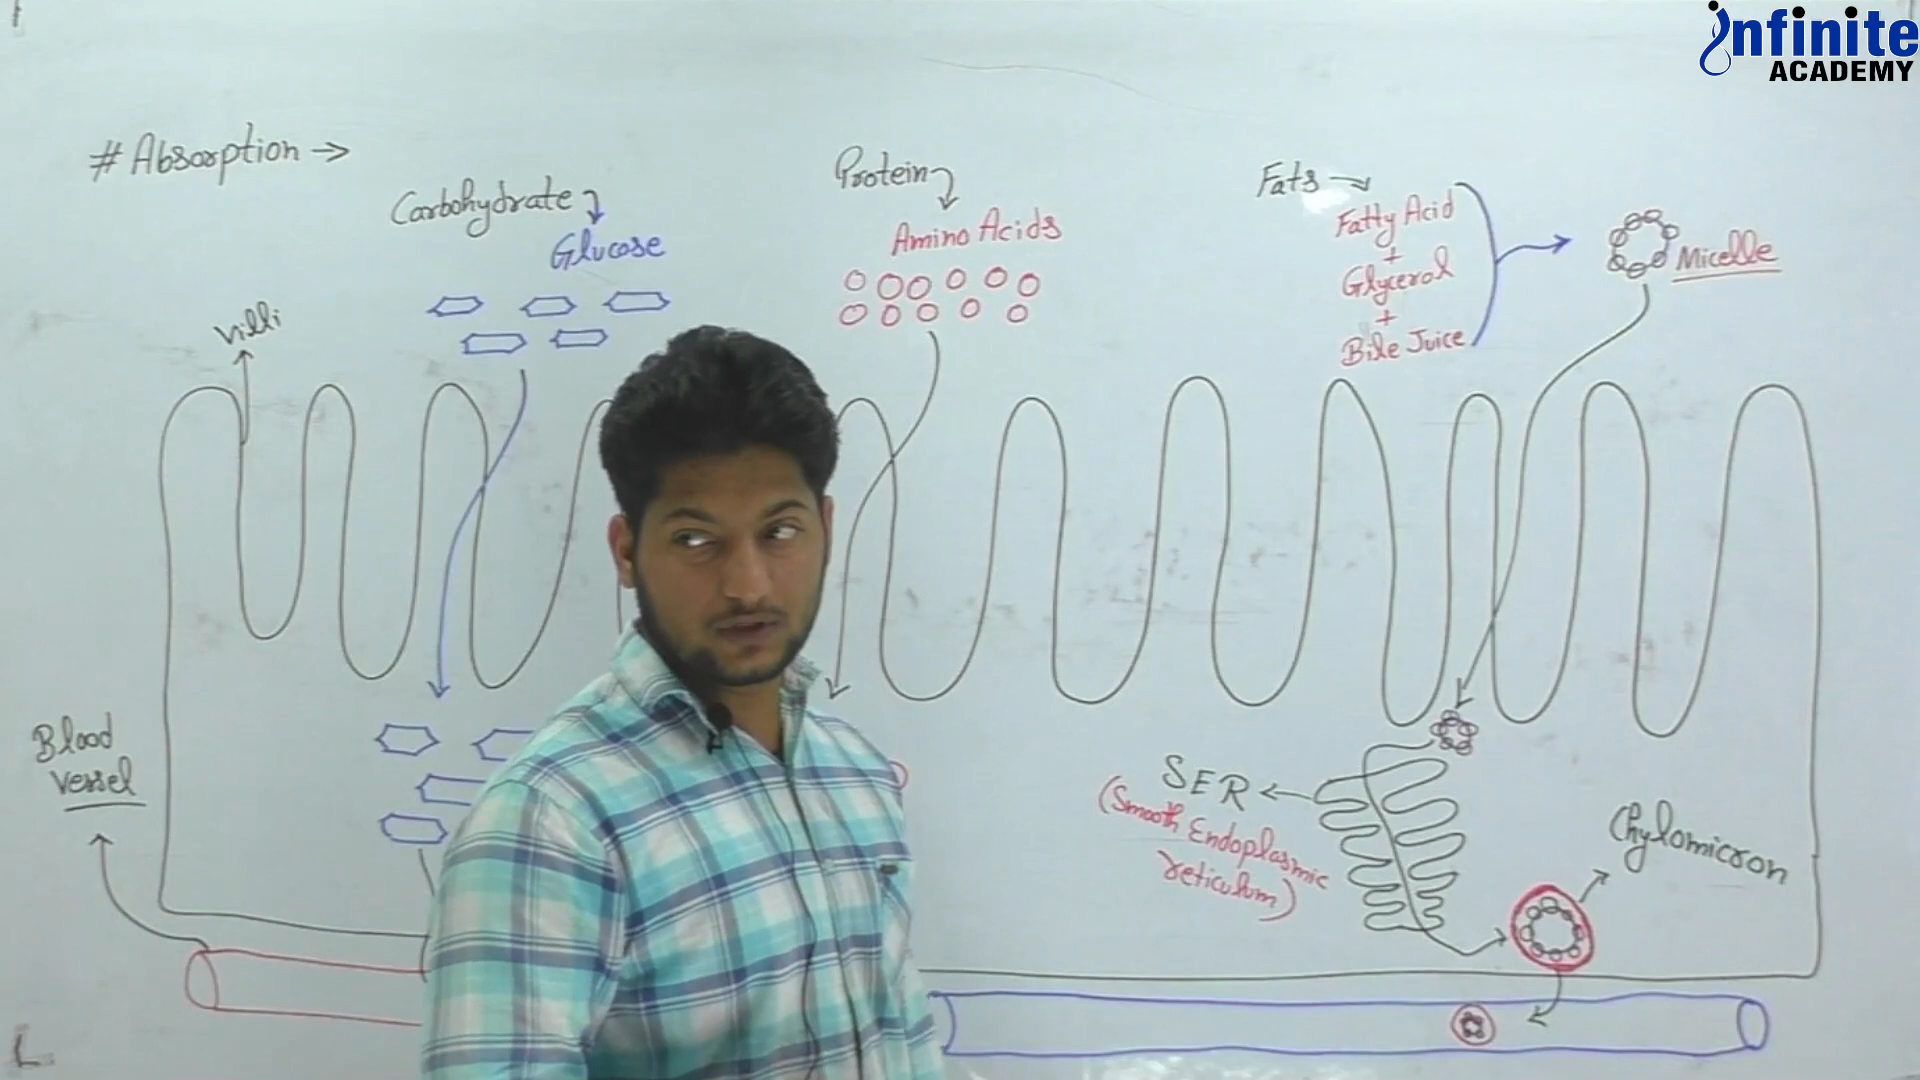 infinite
ACADEMY
# Absorption →
Carbohydrate
Glucose
Protein
Amino Acids
Fats →
Fatty Acid
+
Glycerol
+
Bile Juice
Micelle
Villi
Blood
Vessel
SER
(Smooth Endoplasmic
reticulum)
Chylomicron